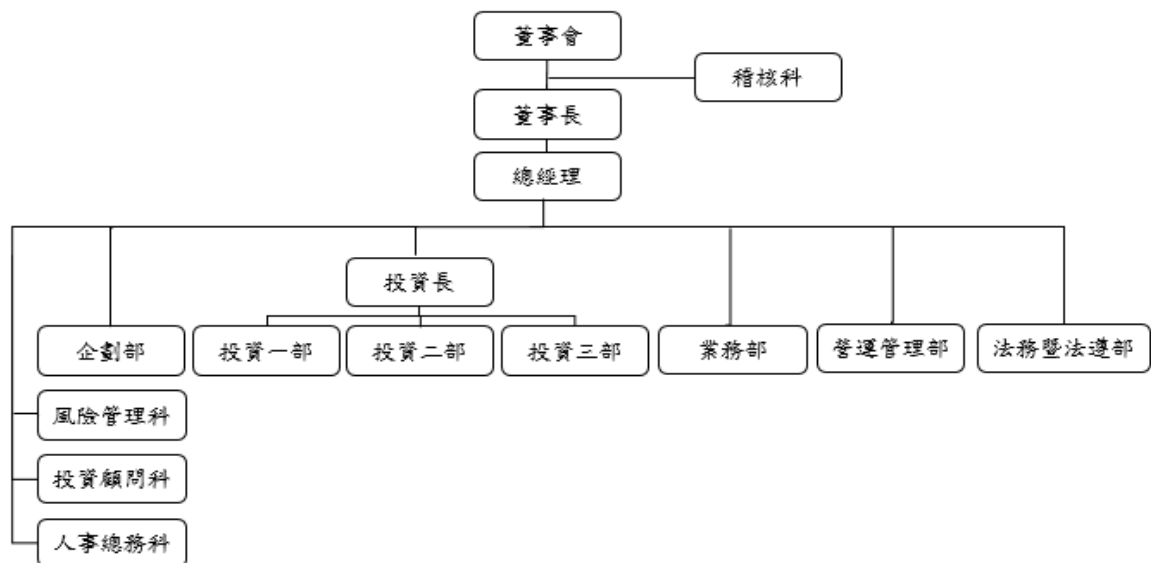 董事會
稽核科
董事長
總經理
投資長
企劃部
投資一部
投資二部
投資三部
業務部
營運管理部
法務暨法遵部
風險管理科
投資顧問科
人事總務科